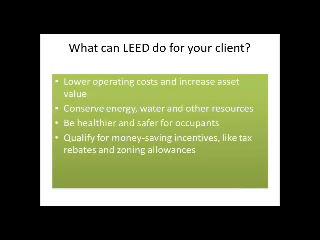 What can LEED do for your client?
• Lower operating costs and increase asset
value
• Conserve energy, water and other resources
• Be healthier and safer for occupants
• Qualify for money-saving incentives, like tax
rebates and zoning allowances